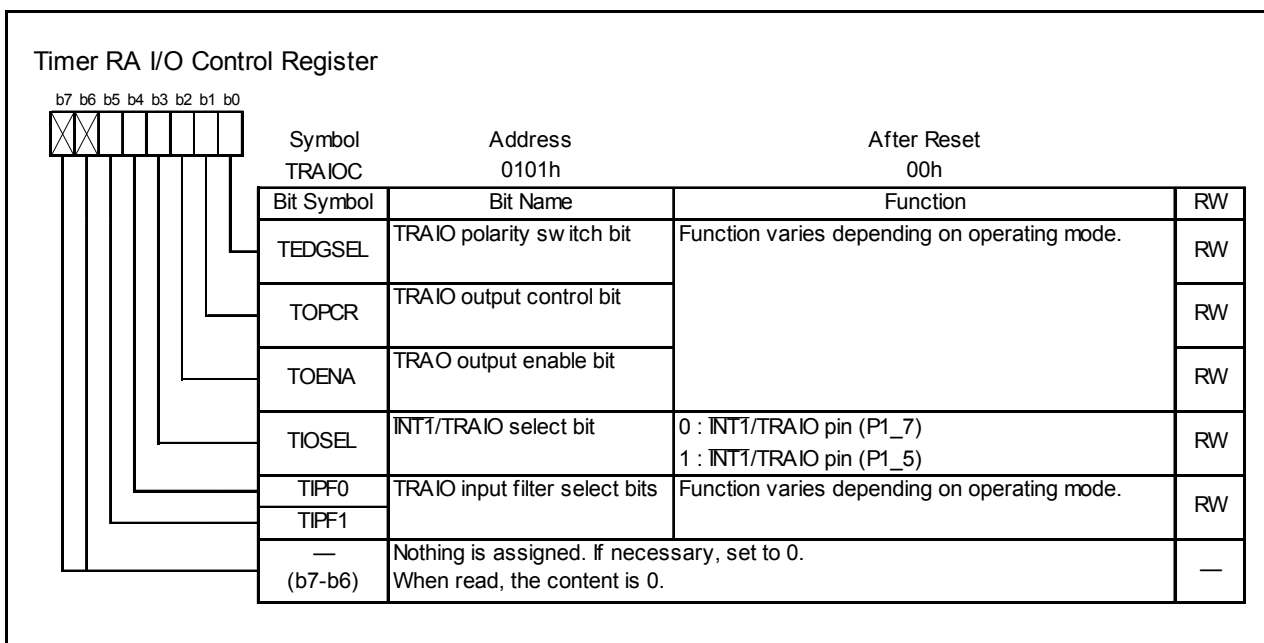 Timer RA I/O Control Register
b7 b6 b5 b4 b3 b2 b1 b0
Symbol Address After Reset
TRAIOC 0101h 00h
Bit Symbol Bit Name Function RW
TEDGSEL TRAIO polarity switch bit Function varies depending on operating mode. RW
TOPCR TRAIO output control bit RW
TOENA TRAO output enable bit RW
TIOSEL I̅N̅T̅1̅/TRAIO select bit 0 : I̅N̅T̅1̅/TRAIO pin (P1_7) RW
1 : I̅N̅T̅1̅/TRAIO pin (P1_5)
TIPF0 TRAIO input filter select bits Function varies depending on operating mode. RW
TIPF1
— Nothing is assigned. If necessary, set to 0. —
(b7-b6) When read, the content is 0.